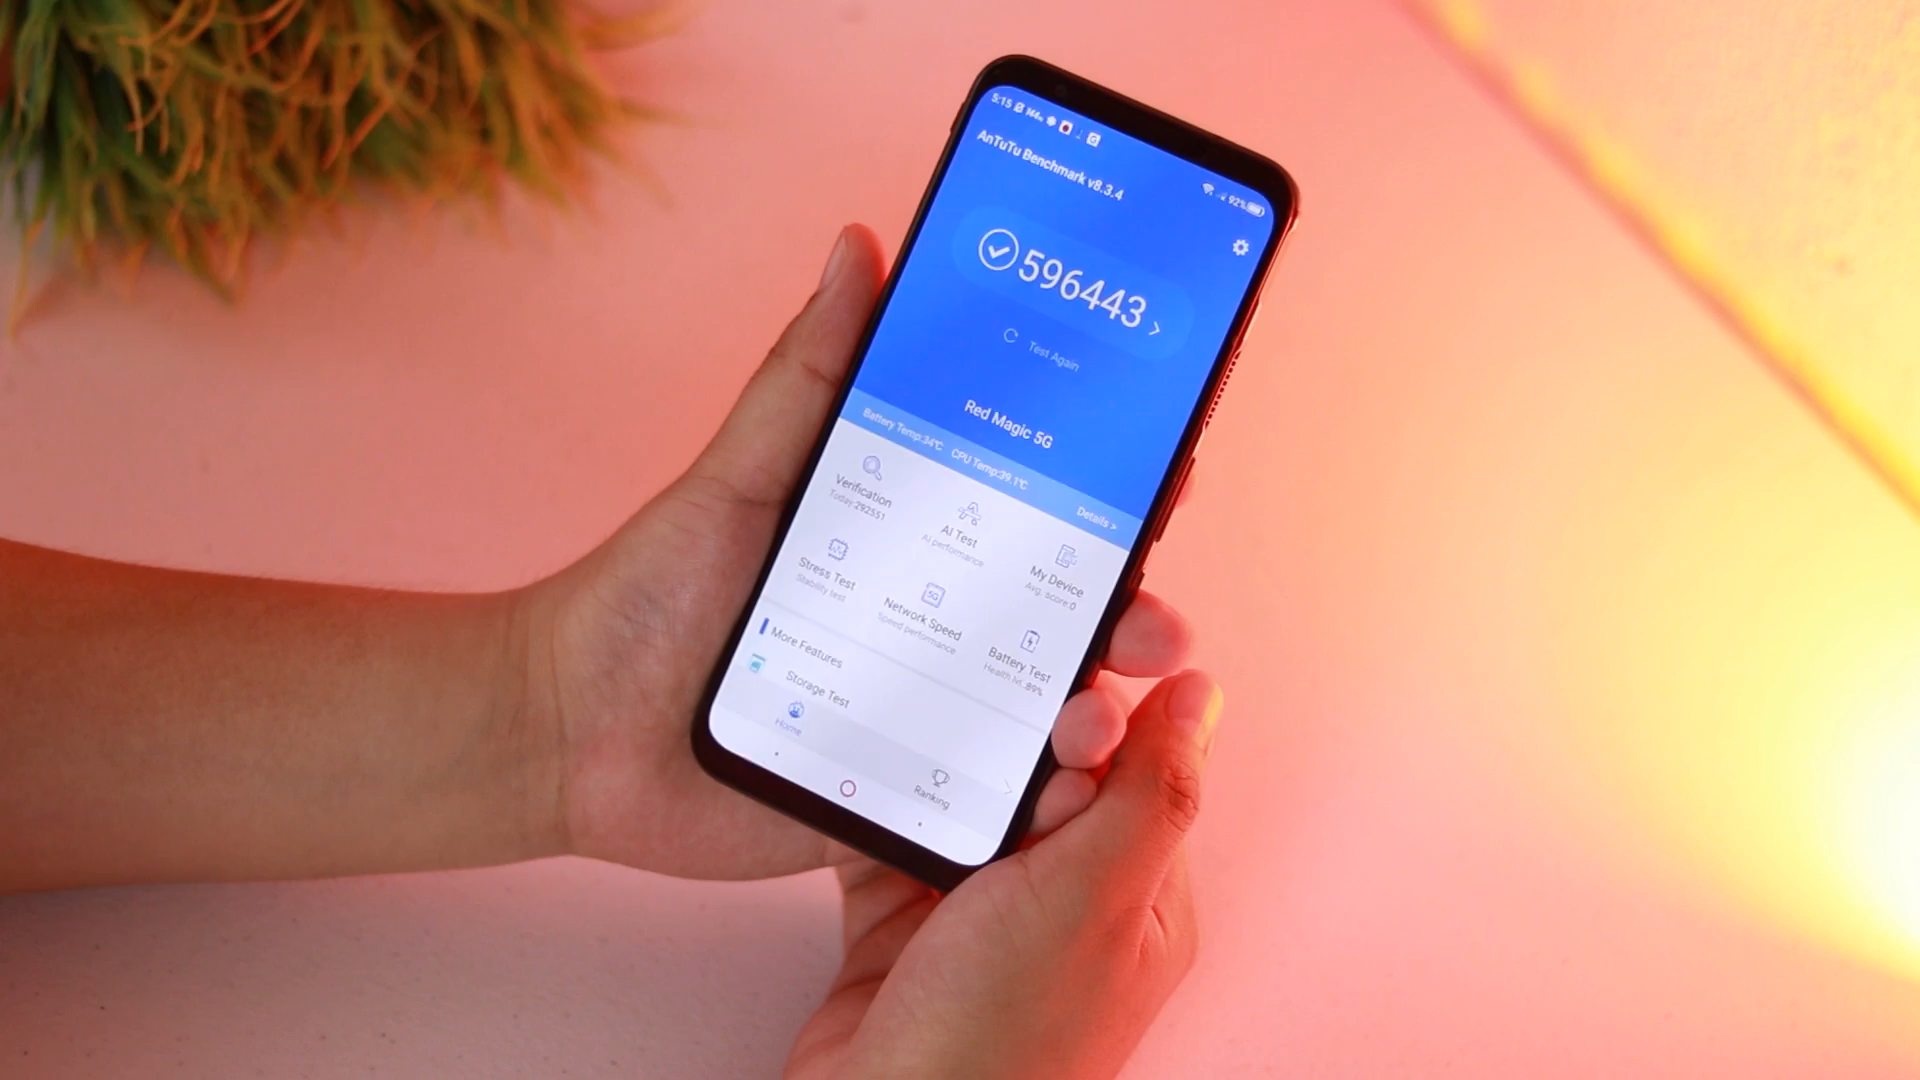 5:15
92%
AnTuTu Benchmark v8.3.4
596443
Test Again
Red Magic 5G
Battery Temp:34℃ CPU Temp:39.1℃
Details >
Verification
Today:292551
AI Test
AI performance
My Device
Avg. score:0
Stress Test
Stability test
Network Speed
Speed performance
Battery Test
Health lvl.:89%
More Features
Storage Test
Home
Ranking